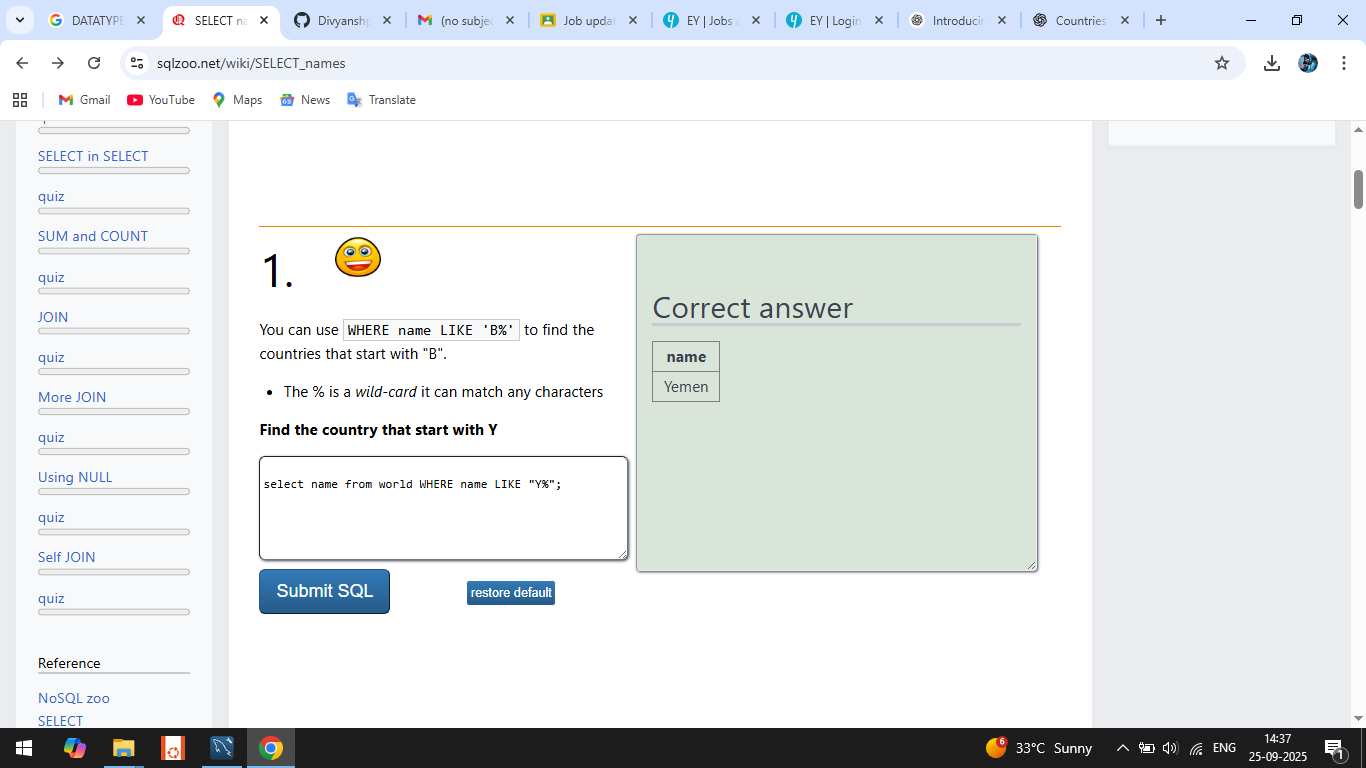 DATATYPE
SELECT na
Divyanshp
(no subje
Job updat
EY | Jobs
EY | Login
Introducin
Countries
sqlzoo.net/wiki/SELECT_names
Gmail
YouTube
Maps
News
Translate
SELECT in SELECT
quiz
SUM and COUNT
quiz
JOIN
quiz
More JOIN
quiz
Using NULL
quiz
Self JOIN
quiz
Reference
NoSQL zoo
SELECT
1.
You can use WHERE name LIKE 'B%' to find the
countries that start with "B".
• The % is a wild-card it can match any characters
Find the country that start with Y
select name from world WHERE name LIKE "Y%";
Submit SQL
restore default
Correct answer
name
Yemen
6
33°C Sunny
ENG
14:37
25-09-2025
1